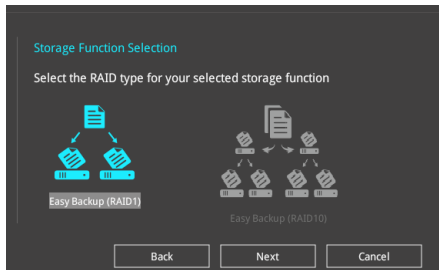 Storage Function Selection
Select the RAID type for your selected storage function
Easy Backup (RAID1)
Easy Backup (RAID10)
Back
Next
Cancel